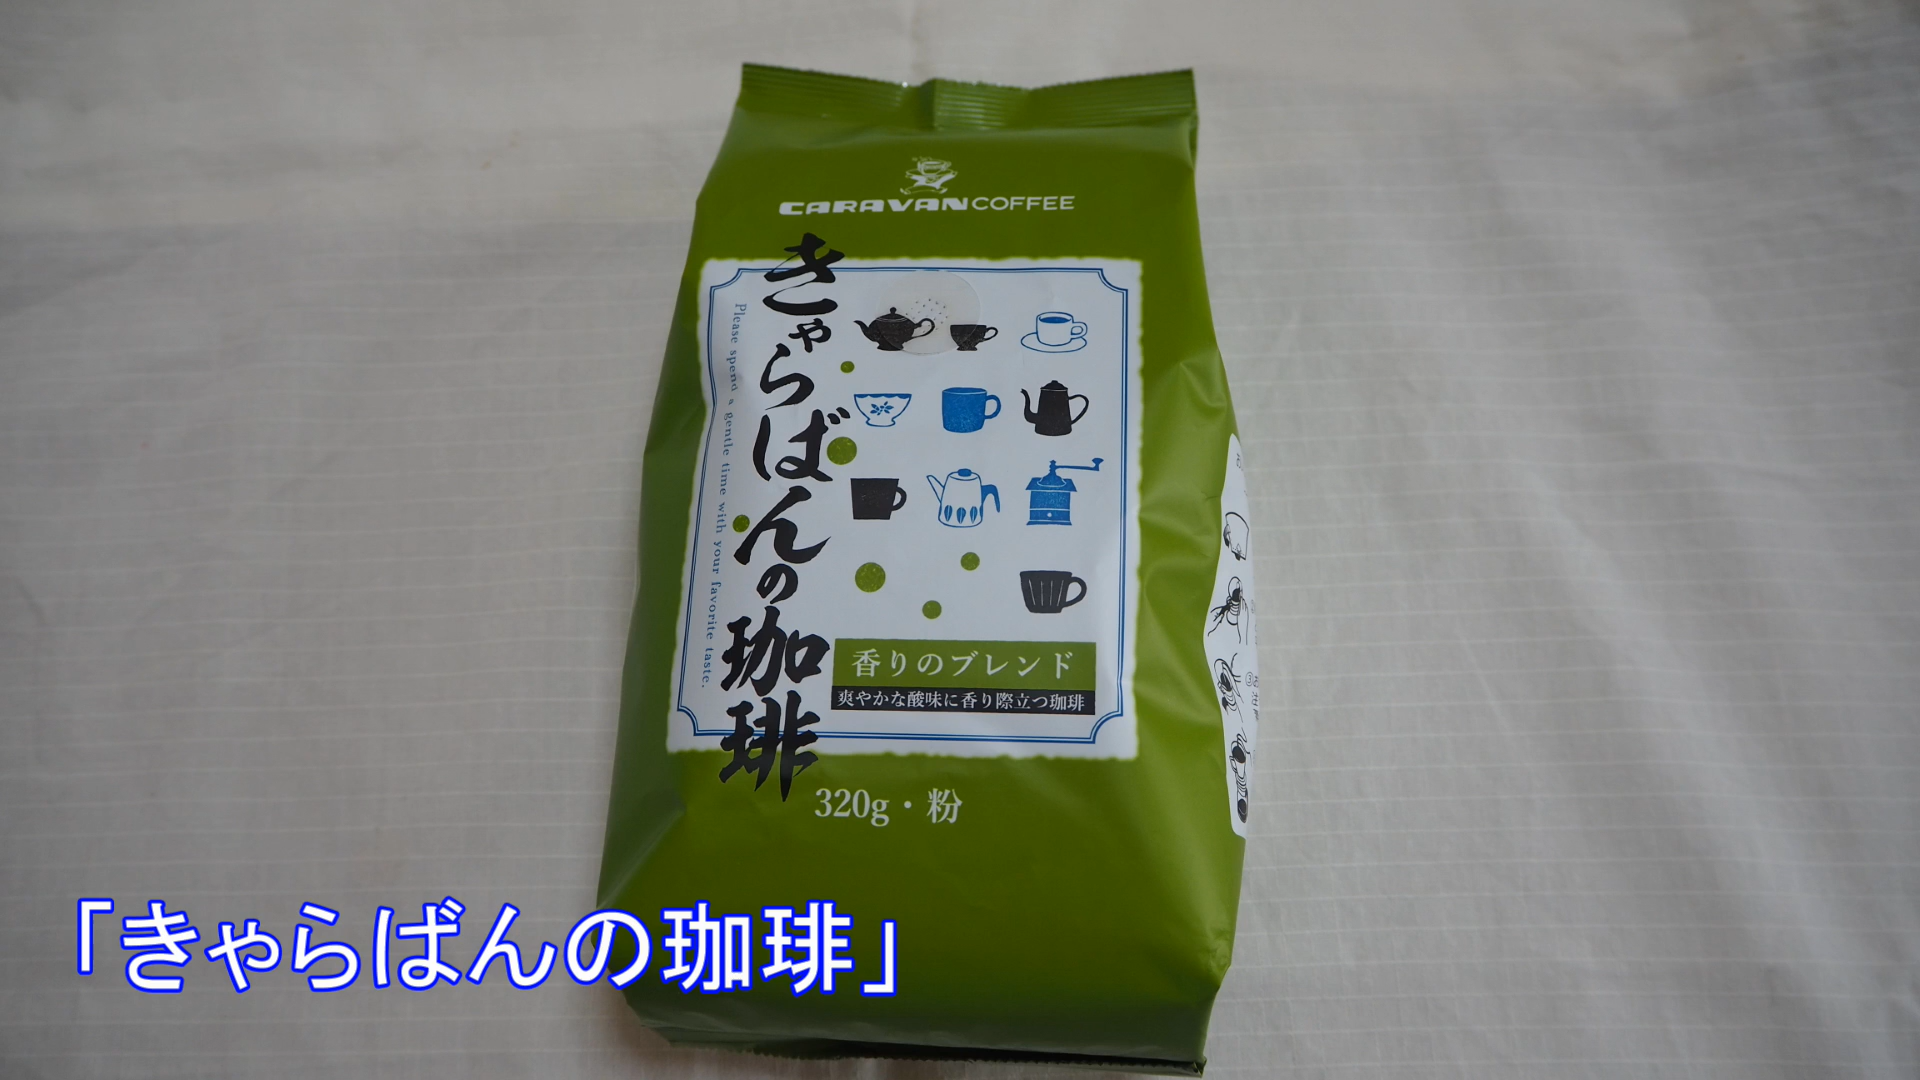 CARAVAN COFFEE
きゃらばんの珈琲
Please spend a gentle time with your favorite taste.
香りのブレンド
爽やかな酸味に香り際立つ珈琲
320g・粉
「きゃらばんの珈琲」